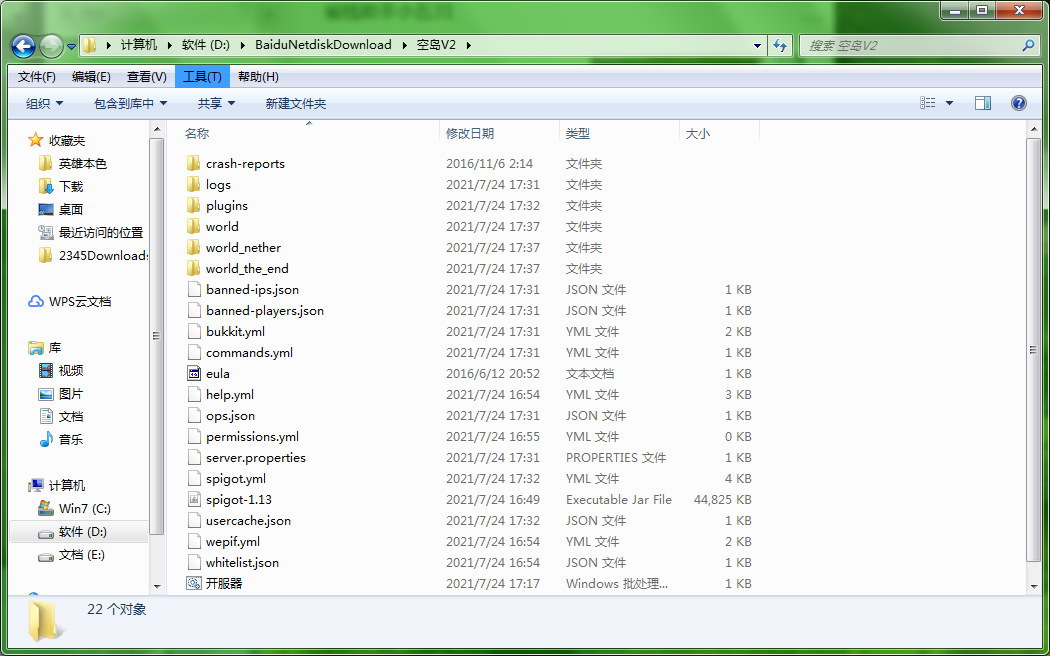 计算机 软件 (D:) BaiduNetdiskDownload 空岛V2
搜索 空岛V2
文件(F) 编辑(E) 查看(V) 工具(T) 帮助(H)
组织 包含到库中 共享 新建文件夹
收藏夹
英雄本色
下载
桌面
最近访问的位置
2345Downloads
WPS云文档
库
视频
图片
文档
音乐
计算机
Win7 (C:)
软件 (D:)
文档 (E:)
名称 修改日期 类型 大小
crash-reports 2016/11/6 2:14 文件夹
logs 2021/7/24 17:31 文件夹
plugins 2021/7/24 17:32 文件夹
world 2021/7/24 17:37 文件夹
world_nether 2021/7/24 17:37 文件夹
world_the_end 2021/7/24 17:37 文件夹
banned-ips.json 2021/7/24 17:31 JSON 文件 1 KB
banned-players.json 2021/7/24 17:31 JSON 文件 1 KB
bukkit.yml 2021/7/24 17:31 YML 文件 2 KB
commands.yml 2021/7/24 17:31 YML 文件 1 KB
eula 2016/6/12 20:52 文本文档 1 KB
help.yml 2021/7/24 16:54 YML 文件 3 KB
ops.json 2021/7/24 17:31 JSON 文件 1 KB
permissions.yml 2021/7/24 16:55 YML 文件 0 KB
server.properties 2021/7/24 17:31 PROPERTIES 文件 1 KB
spigot.yml 2021/7/24 17:32 YML 文件 4 KB
spigot-1.13 2021/7/24 16:49 Executable Jar File 44,825 KB
usercache.json 2021/7/24 17:32 JSON 文件 1 KB
wepif.yml 2021/7/24 16:54 YML 文件 2 KB
whitelist.json 2021/7/24 16:54 JSON 文件 1 KB
开服器 2021/7/24 17:17 Windows 批处理... 1 KB
22 个对象